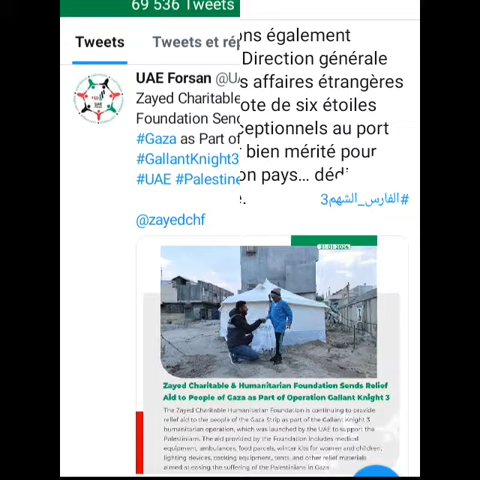 69 536 Tweets
Tweets
Tweets et ré
ons également
Direction générale
s affaires étrangères
ote de six étoiles
ceptionnels au port
bien mérité pour
on pays… dédi
e.
#الفارس_الشهم3
UAE Forsan @U
Zayed Charitable
Foundation Sen
#Gaza as Part of
#GallantKnight3
#UAE #Palestine
@zayedchf
31-01-2024
Zayed Charitable & Humanitarian Foundation Sends Relief
Aid to People of Gaza as Part of Operation Gallant Knight 3
The Zayed Charitable Humanitarian Foundation is continuing to provide
relief aid to the people of the Gaza Strip as part of the Gallant Knight 3
humanitarian operation, which was launched by the UAE to support the
Palestinians. The aid provided by the Foundation includes medical
equipment, ambulances, food parcels, winter kits for women and children,
lighting devices, cooking equipment, tents, and other relief materials
aimed at easing the suffering of the Palestinians in Gaza